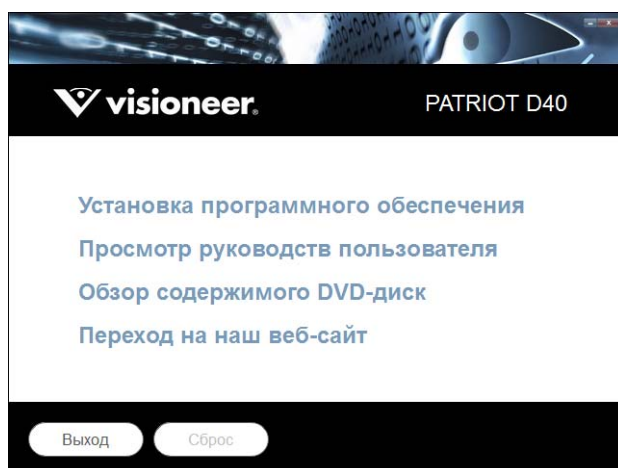 visioneer®
PATRIOT D40
Установка программного обеспечения
Просмотр руководств пользователя
Обзор содержимого DVD-диск
Переход на наш веб-сайт
Выход
Сброс